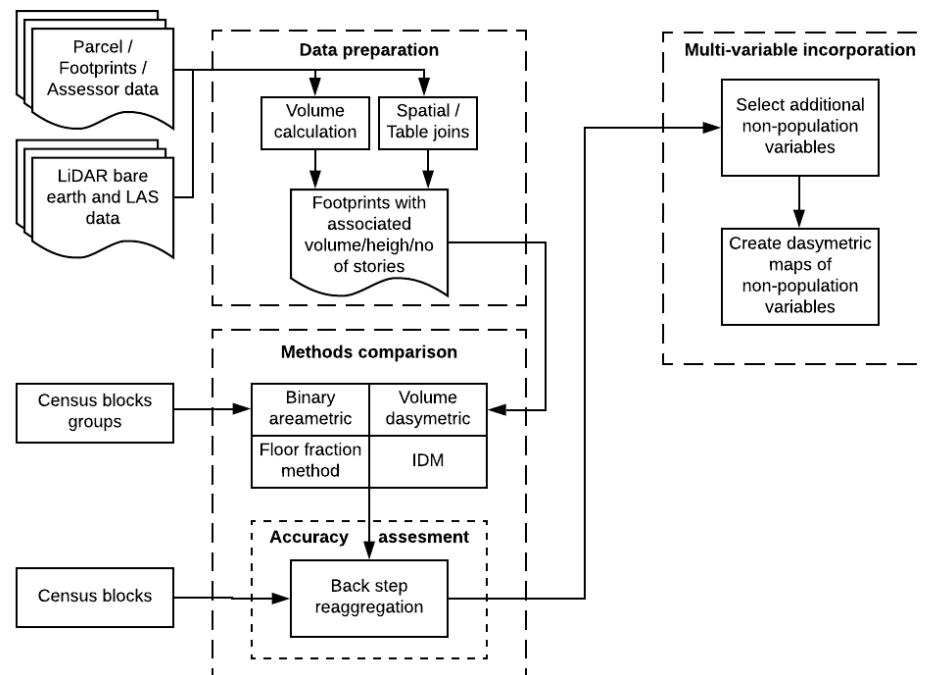 Parcel /
Footprints /
Assessor data
LiDAR bare
earth and LAS
data
Data preparation
Volume
calculation
Spatial /
Table joins
Footprints with
associated
volume/heigh/no
of stories
Methods comparison
Census blocks
groups
Binary
areametric
Volume
dasymetric
Floor fraction
method
IDM
Accuracy assesment
Census blocks
Back step
reaggregation
Multi-variable incorporation
Select additional
non-population
variables
Create dasymetric
maps of
non-population
variables